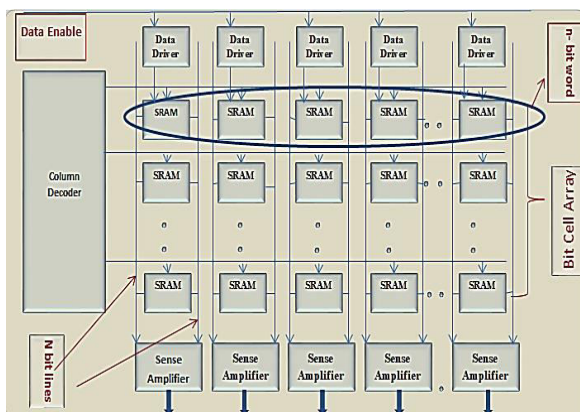 Data Enable
Data Driver
Data Driver
Data Driver
Data Driver
Data Driver
n- bit word
SRAM
SRAM
SRAM
SRAM
SRAM
Column
Decoder
SRAM
SRAM
SRAM
SRAM
SRAM
Bit Cell Array
SRAM
SRAM
SRAM
SRAM
SRAM
N bit lines
Sense
Amplifier
Sense
Amplifier
Sense
Amplifier
Sense
Amplifier
Sense
Amplifier